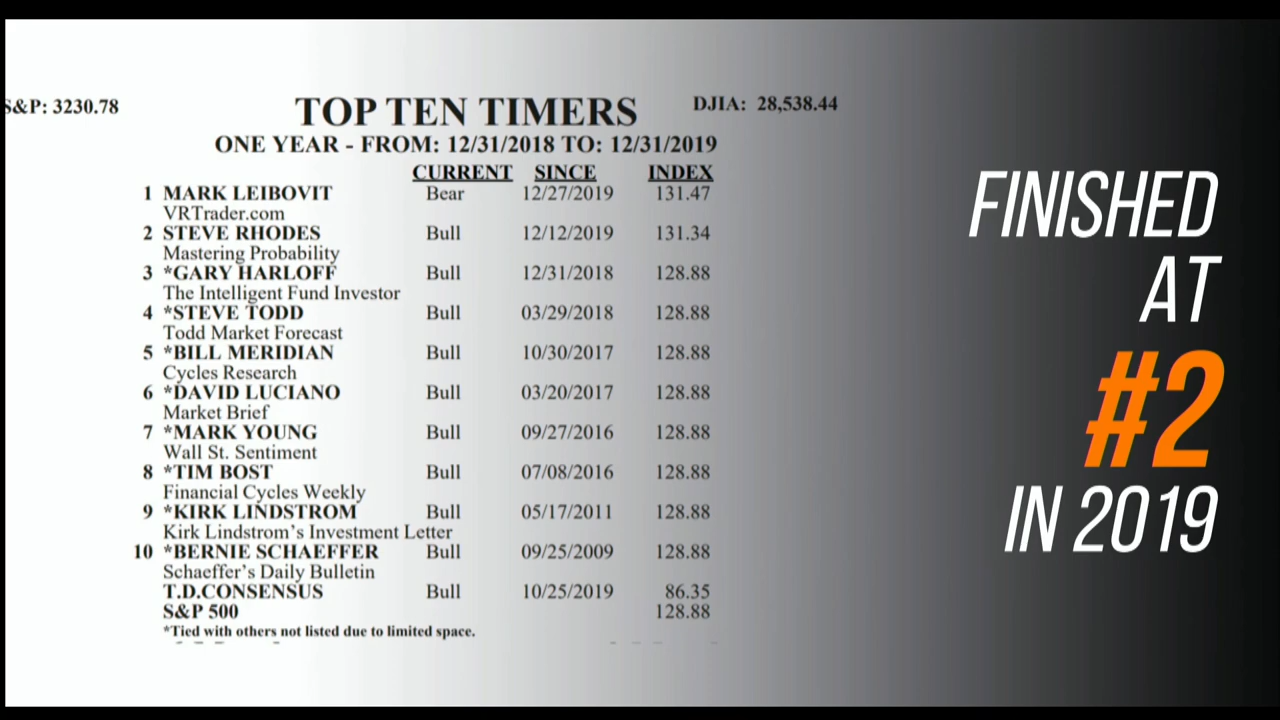 S&P: 3230.78
TOP TEN TIMERS
DJIA: 28,538.44
ONE YEAR - FROM: 12/31/2018 TO: 12/31/2019
CURRENT SINCE INDEX
1 MARK LEIBOVIT Bear 12/27/2019 131.47
VRTrader.com
2 STEVE RHODES Bull 12/12/2019 131.34
Mastering Probability
3 *GARY HARLOFF Bull 12/31/2018 128.88
The Intelligent Fund Investor
4 *STEVE TODD Bull 03/29/2018 128.88
Todd Market Forecast
5 *BILL MERIDIAN Bull 10/30/2017 128.88
Cycles Research
6 *DAVID LUCIANO Bull 03/20/2017 128.88
Market Brief
7 *MARK YOUNG Bull 09/27/2016 128.88
Wall St. Sentiment
8 *TIM BOST Bull 07/08/2016 128.88
Financial Cycles Weekly
9 *KIRK LINDSTROM Bull 05/17/2011 128.88
Kirk Lindstrom's Investment Letter
10 *BERNIE SCHAEFFER Bull 09/25/2009 128.88
Schaeffer's Daily Bulletin
T.D.CONSENSUS Bull 10/25/2019 86.35
S&P 500 128.88
*Tied with others not listed due to limited space.
FINISHED
AT
#2
IN 2019